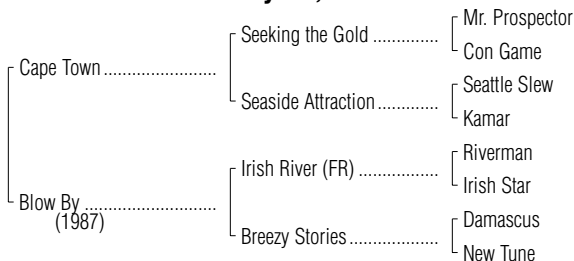 Mr. Prospector
Seeking the Gold ..............
Con Game
Cape Town ........................
Seattle Slew
Seaside Attraction .............
Kamar
Riverman
Irish River (FR) .................
Irish Star
Blow By ............................
(1987)
Damascus
Breezy Stories ...................
New Tune